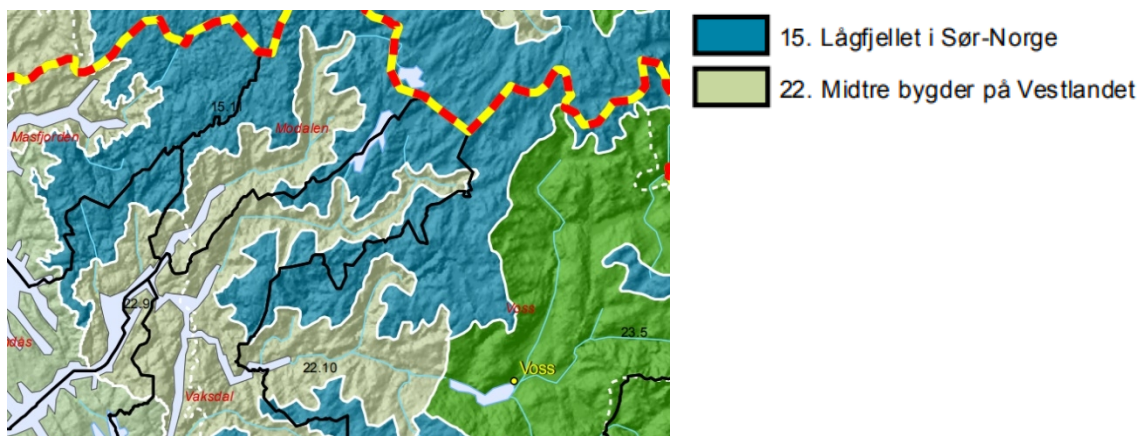 15. Lågfjellet i Sør-Norge
22. Midtre bygder på Vestlandet
15.11
Masfjorden
Modalen
22.9
Voss
23.5
22.10
Voss
Vaksdal